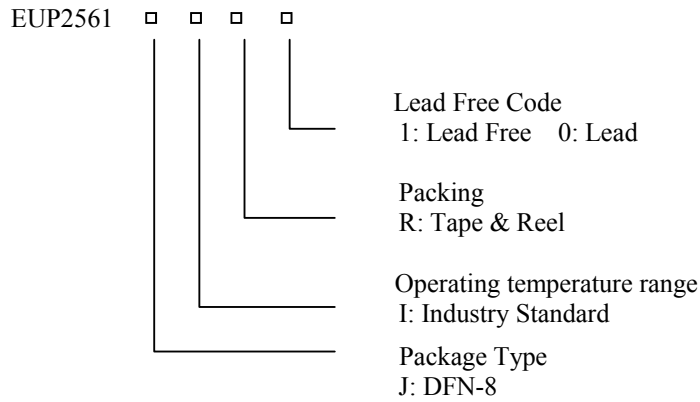 EUP2561 □ □ □ □
Lead Free Code
1: Lead Free 0: Lead
Packing
R: Tape & Reel
Operating temperature range
I: Industry Standard
Package Type
J: DFN-8